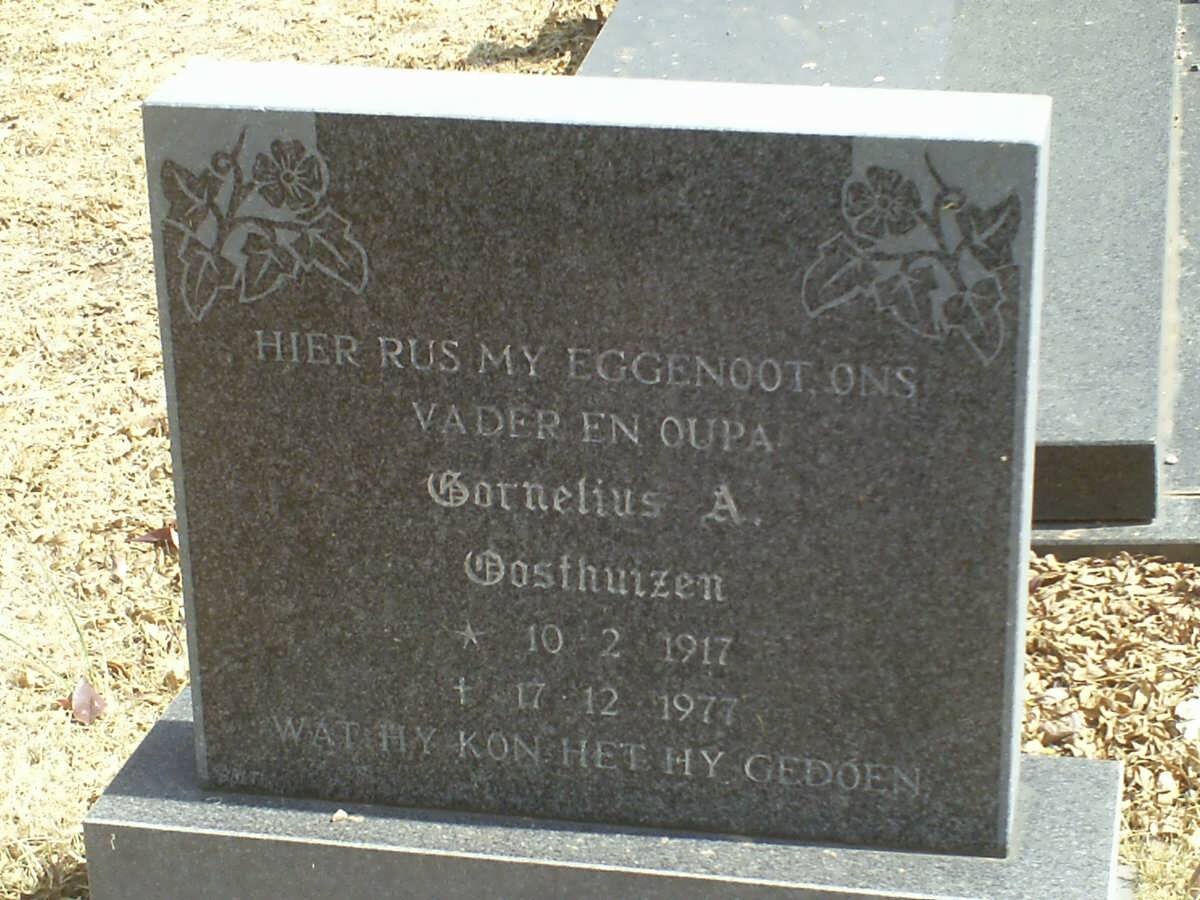 HIER RUS MY EGGENOOT, ONS
VADER EN OUPA
Cornelius A.
Oosthuizen
* 10 2 1917
† 17 12 1977
WAT HY KON HET HY GEDOEN